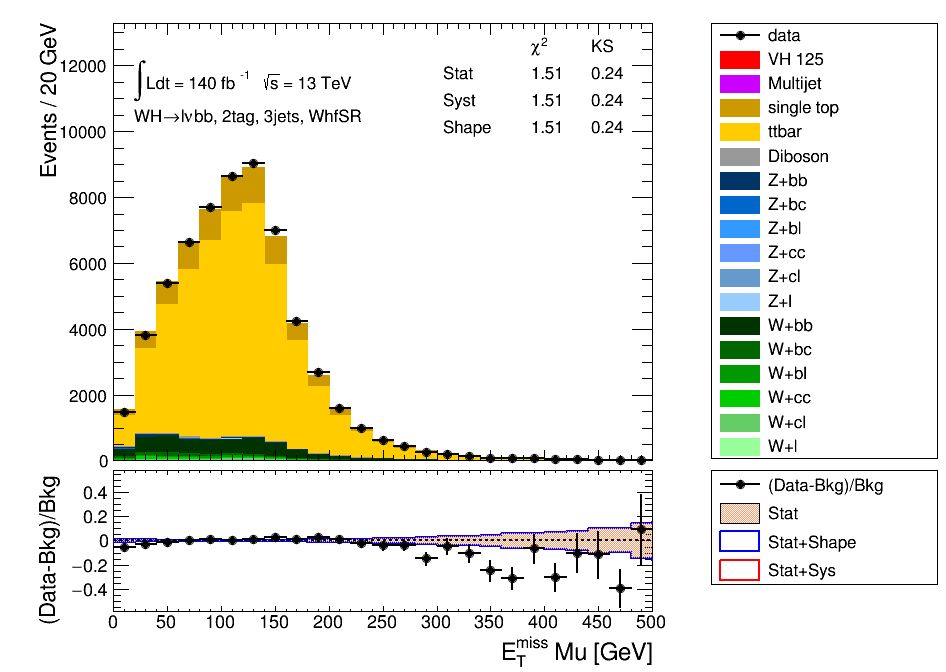 Events / 20 GeV
12000
10000
8000
6000
4000
2000
0
∫Ldt = 140 fb⁻¹ √s = 13 TeV
WH→lνbb, 2tag, 3jets, WhfSR
χ² KS
Stat 1.51 0.24
Syst 1.51 0.24
Shape 1.51 0.24
data
VH 125
Multijet
single top
ttbar
Diboson
Z+bb
Z+bc
Z+bl
Z+cc
Z+cl
Z+l
W+bb
W+bc
W+bl
W+cc
W+cl
W+l
(Data-Bkg)/Bkg
0.4
0.2
0
−0.2
−0.4
0 50 100 150 200 250 300 350 400 450 500
E_T^miss Mu [GeV]
(Data-Bkg)/Bkg
Stat
Stat+Shape
Stat+Sys